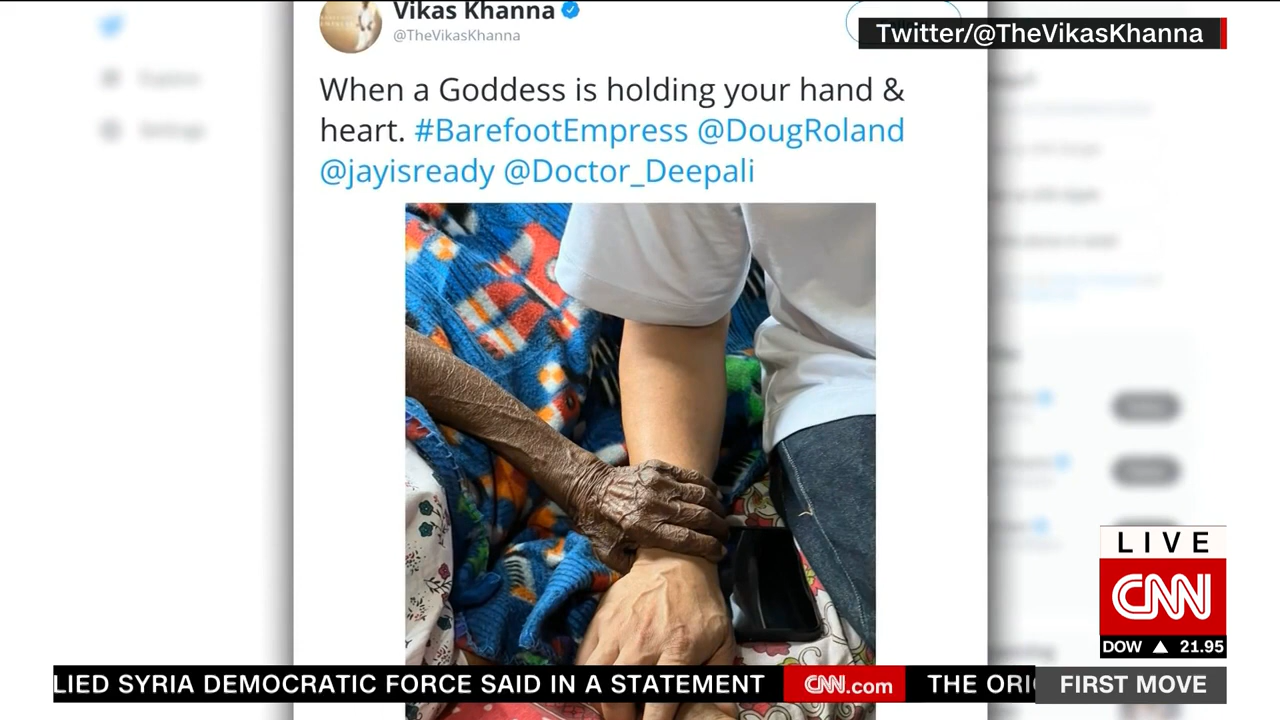 Vikas Khanna
@TheVikasKhanna
Twitter/@TheVikasKhanna
When a Goddess is holding your hand &
heart. #BarefootEmpress @DougRoland
@jayisready @Doctor_Deepali
LIVE
CNN
DOW ▲ 21.95
LIED SYRIA DEMOCRATIC FORCE SAID IN A STATEMENT CNN.com THE ORI
FIRST MOVE